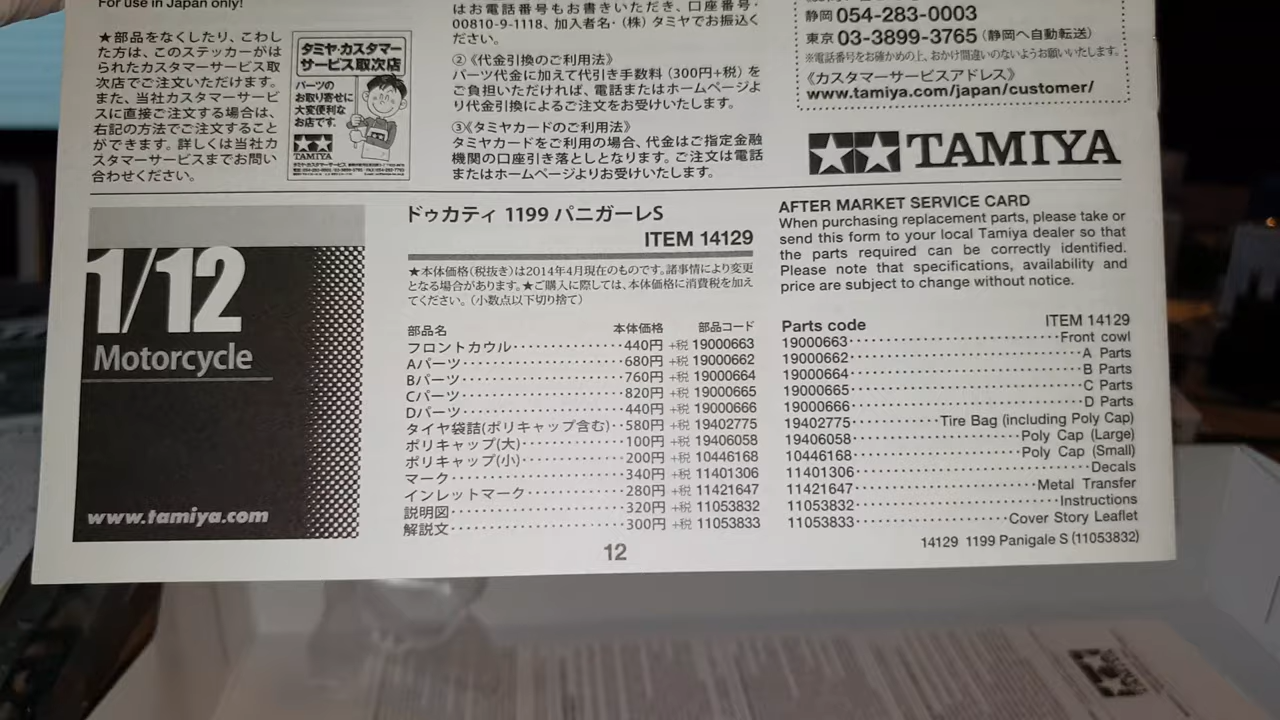 For use in Japan only!
★部品をなくしたり、こわし
た方は、このステッカーがは
られたカスタマーサービス取
次店でご注文いただけます。
また、当社カスタマーサービ
スに直接ご注文する場合は、
右記の方法でご注文すること
ができます。詳しくは当社カ
スタマーサービスまでお問い
合わせください。
タミヤ・カスタマー
サービス取次店
パーツの
お取り寄せに
大変便利な
お店です。
TAMIYA
はお電話番号もお書きいただき、口座番号・
00810-9-1118、加入者名・(株)タミヤでお振込く
ださい。
②《代金引換のご利用法》
パーツ代金に加えて代引き手数料(300円+税)を
ご負担いただければ、電話またはホームページよ
り代金引換によるご注文をお受けいたします。
③《タミヤカードのご利用法》
タミヤカードをご利用の場合、代金はご指定金融
機関の口座引き落としとなります。ご注文は電話
またはホームページよりお受けいたします。
静岡 054-283-0003
東京 03-3899-3765 (静岡へ自動転送)
※電話番号をお確かめの上、おかけ間違いのないようお願いいたします。
《カスタマーサービスアドレス》
www.tamiya.com/japan/customer/
TAMIYA
1/12
Motorcycle
www.tamiya.com
ドゥカティ 1199 パニガーレS
ITEM 14129
★本体価格(税抜き)は2014年4月現在のものです。諸事情により変更
となる場合があります。★ご購入に際しては、本体価格に消費税を加え
てください。(小数点以下切り捨て)
部品名 本体価格 部品コード
フロントカウル 440円 +税 19000663
Aパーツ 680円 +税 19000662
Bパーツ 760円 +税 19000664
Cパーツ 820円 +税 19000665
Dパーツ 440円 +税 19000666
タイヤ袋詰(ポリキャップ含む) 580円 +税 19402775
ポリキャップ(大) 100円 +税 19406058
ポリキャップ(小) 200円 +税 10446168
マーク 340円 +税 11401306
インレットマーク 280円 +税 11421647
説明図 320円 +税 11053832
解説文 300円 +税 11053833
AFTER MARKET SERVICE CARD
When purchasing replacement parts, please take or
send this form to your local Tamiya dealer so that
the parts required can be correctly identified.
Please note that specifications, availability and
price are subject to change without notice.
Parts code ITEM 14129
19000663 Front cowl
19000662 A Parts
19000664 B Parts
19000665 C Parts
19000666 D Parts
19402775 Tire Bag (including Poly Cap)
19406058 Poly Cap (Large)
10446168 Poly Cap (Small)
11401306 Decals
11421647 Metal Transfer
11053832 Instructions
11053833 Cover Story Leaflet
12
14129 1199 Panigale S (11053832)